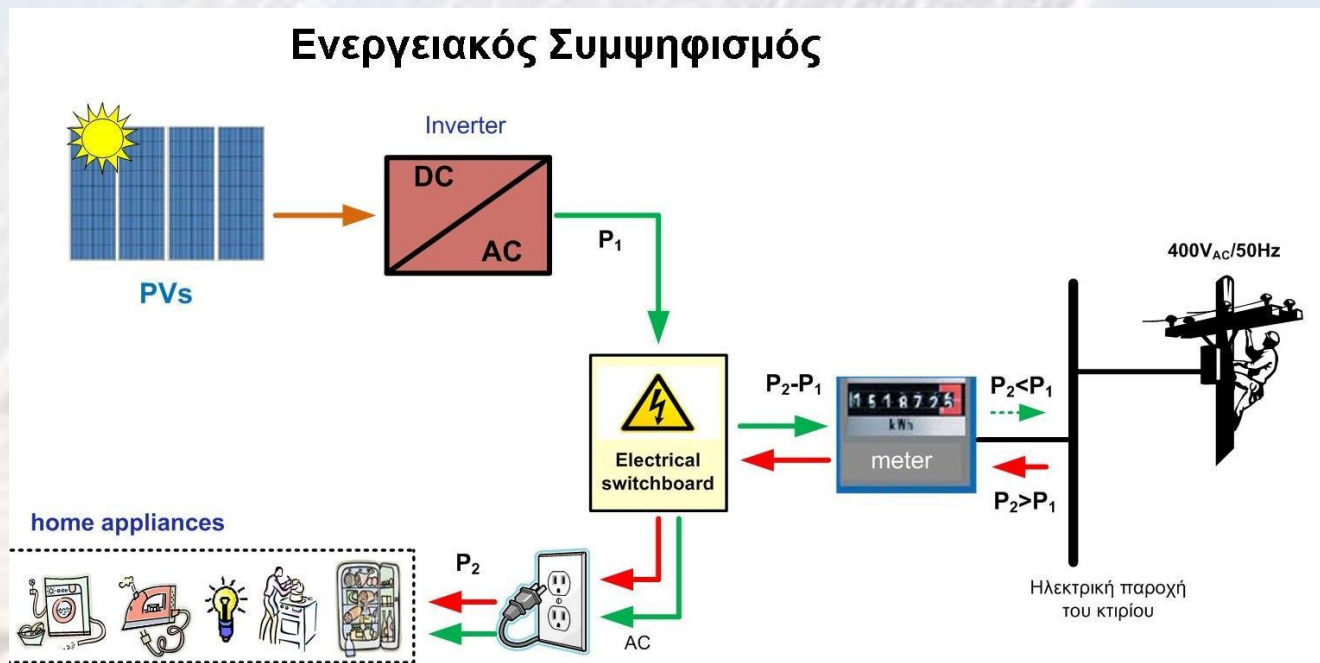 Ενεργειακός Συμψηφισμός
Inverter
DC
AC
PVs
P₁
400VAC/50Hz
P₂-P₁
P₂<P₁
1518725
kWh
meter
P₂>P₁
Electrical
switchboard
home appliances
P₂
AC
Ηλεκτρική παροχή
του κτιρίου